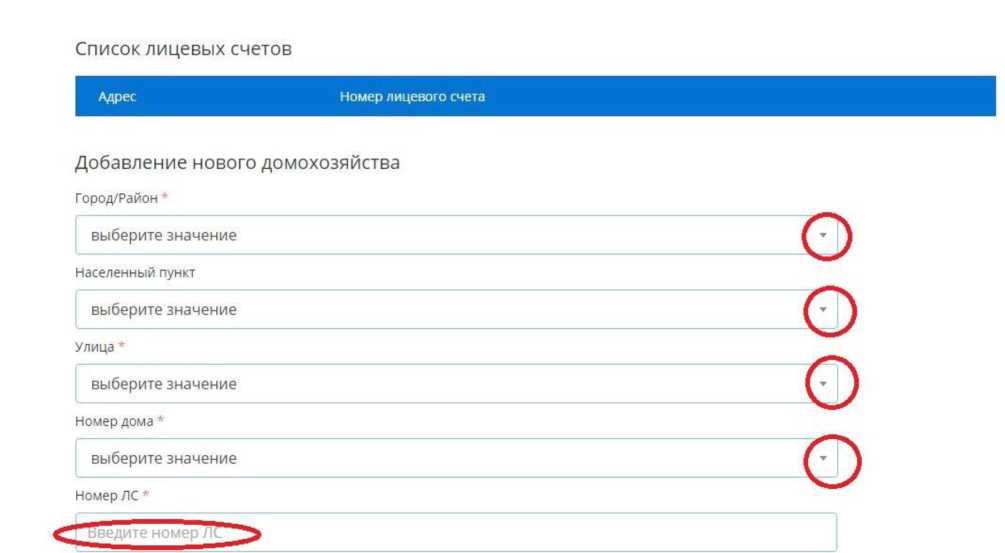 Список лицевых счетов
Адрес Номер лицевого счета
Добавление нового домохозяйства
Город/Район *
выберите значение
Населенный пункт
выберите значение
Улица *
выберите значение
Номер дома *
выберите значение
Номер ЛС *
Введите номер ЛС